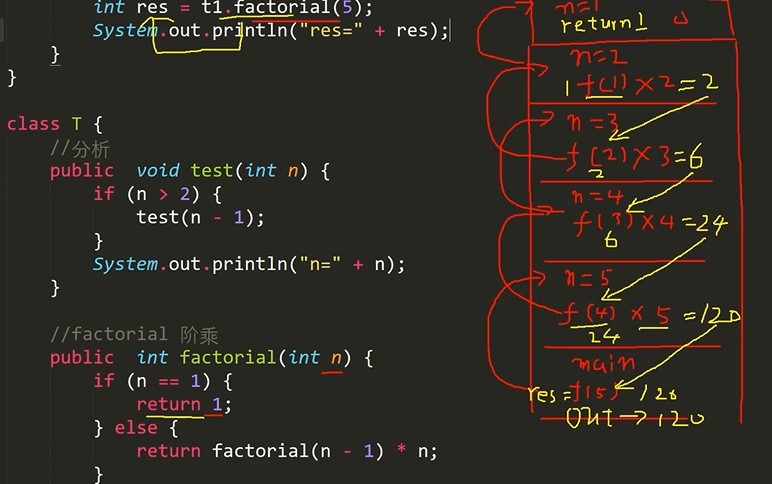 int res = t1.factorial(5);
System.out.println("res=" + res);
}
}
class T {
//分析
public  void test(int n) {
if (n > 2) {
test(n - 1);
}
System.out.println("n=" + n);
}
//factorial 阶乘
public  int factorial(int n) {
if (n == 1) {
return 1;
} else {
return factorial(n - 1) * n;
}
n=1
return 1
n=2
1 f(1) × 2 = 2
n=3
f(2) × 3 = 6
2
n=4
f(3) × 4 = 24
6
n=5
f(4) × 5 = 120
24
main
res= f(5) 120
out → 120